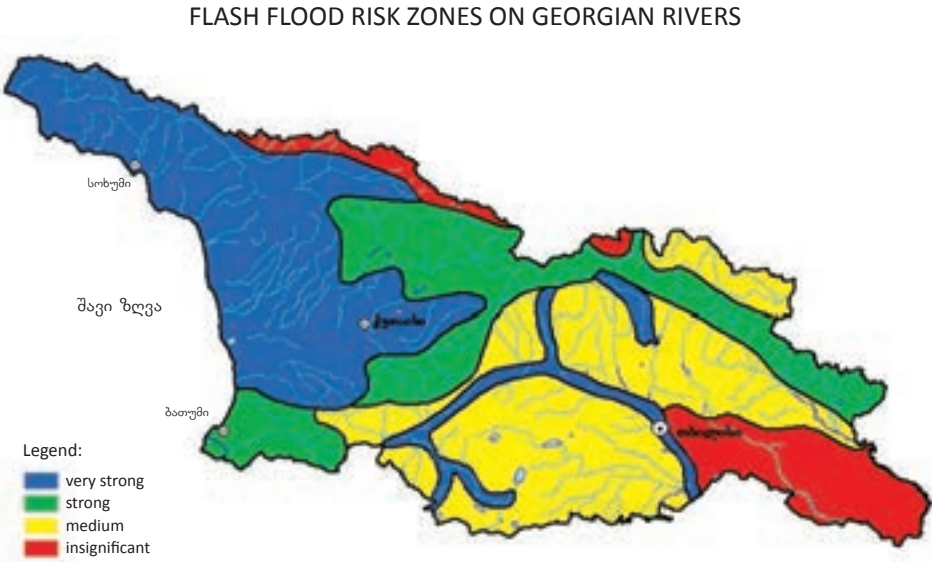 FLASH FLOOD RISK ZONES ON GEORGIAN RIVERS
სოხუმი
შავი ზღვა
ბათუმი
Legend:
very strong
strong
medium
insignificant